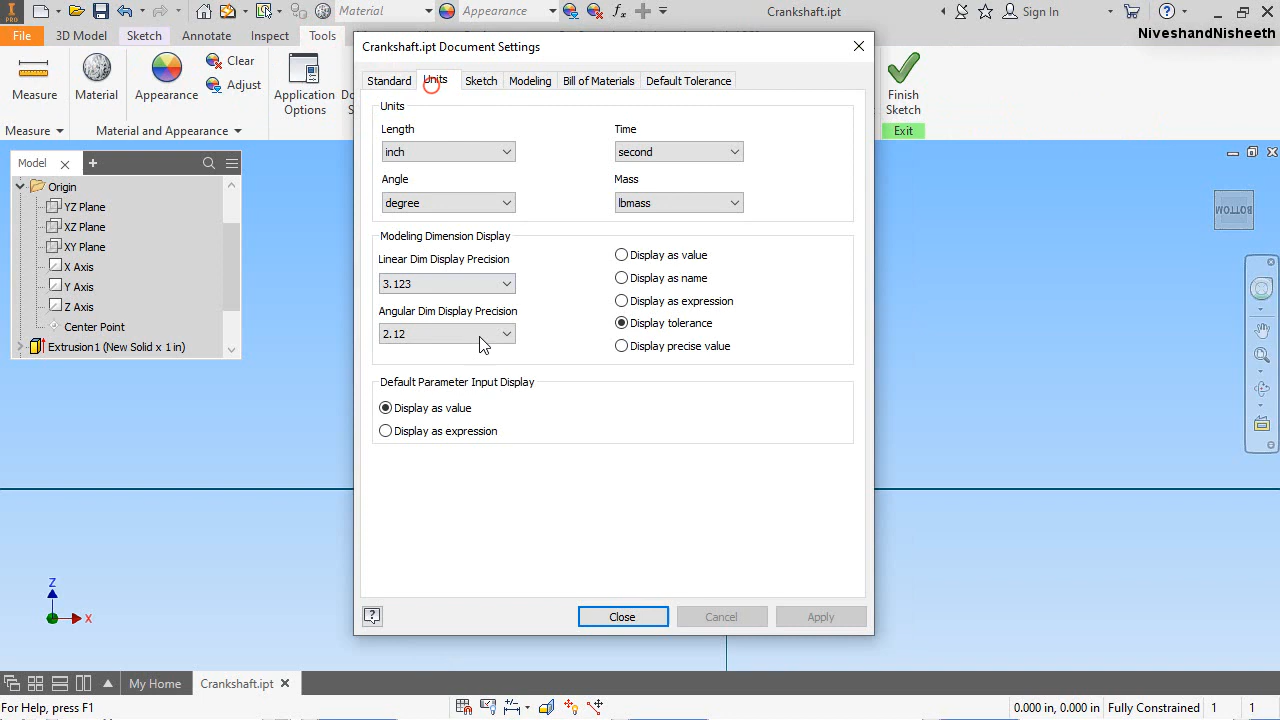 PRO
Material
Appearance
Crankshaft.ipt
Sign In
File
3D Model
Sketch
Annotate
Inspect
Tools
NiveshandNisheeth
Measure
Material
Appearance
Clear
Adjust
Application
Options
Finish
Sketch
Measure
Material and Appearance
Exit
Crankshaft.ipt Document Settings
Standard
Units
Sketch
Modeling
Bill of Materials
Default Tolerance
Units
Length
Time
inch
second
Angle
Mass
degree
lbmass
Modeling Dimension Display
Linear Dim Display Precision
3.123
Angular Dim Display Precision
2.12
Display as value
Display as name
Display as expression
Display tolerance
Display precise value
Default Parameter Input Display
Display as value
Display as expression
Close
Cancel
Apply
Model
Origin
YZ Plane
XZ Plane
XY Plane
X Axis
Y Axis
Z Axis
Center Point
Extrusion1 (New Solid x 1 in)
BOTTOM
Z
X
My Home
Crankshaft.ipt
For Help, press F1
0.000 in, 0.000 in
Fully Constrained
1
1